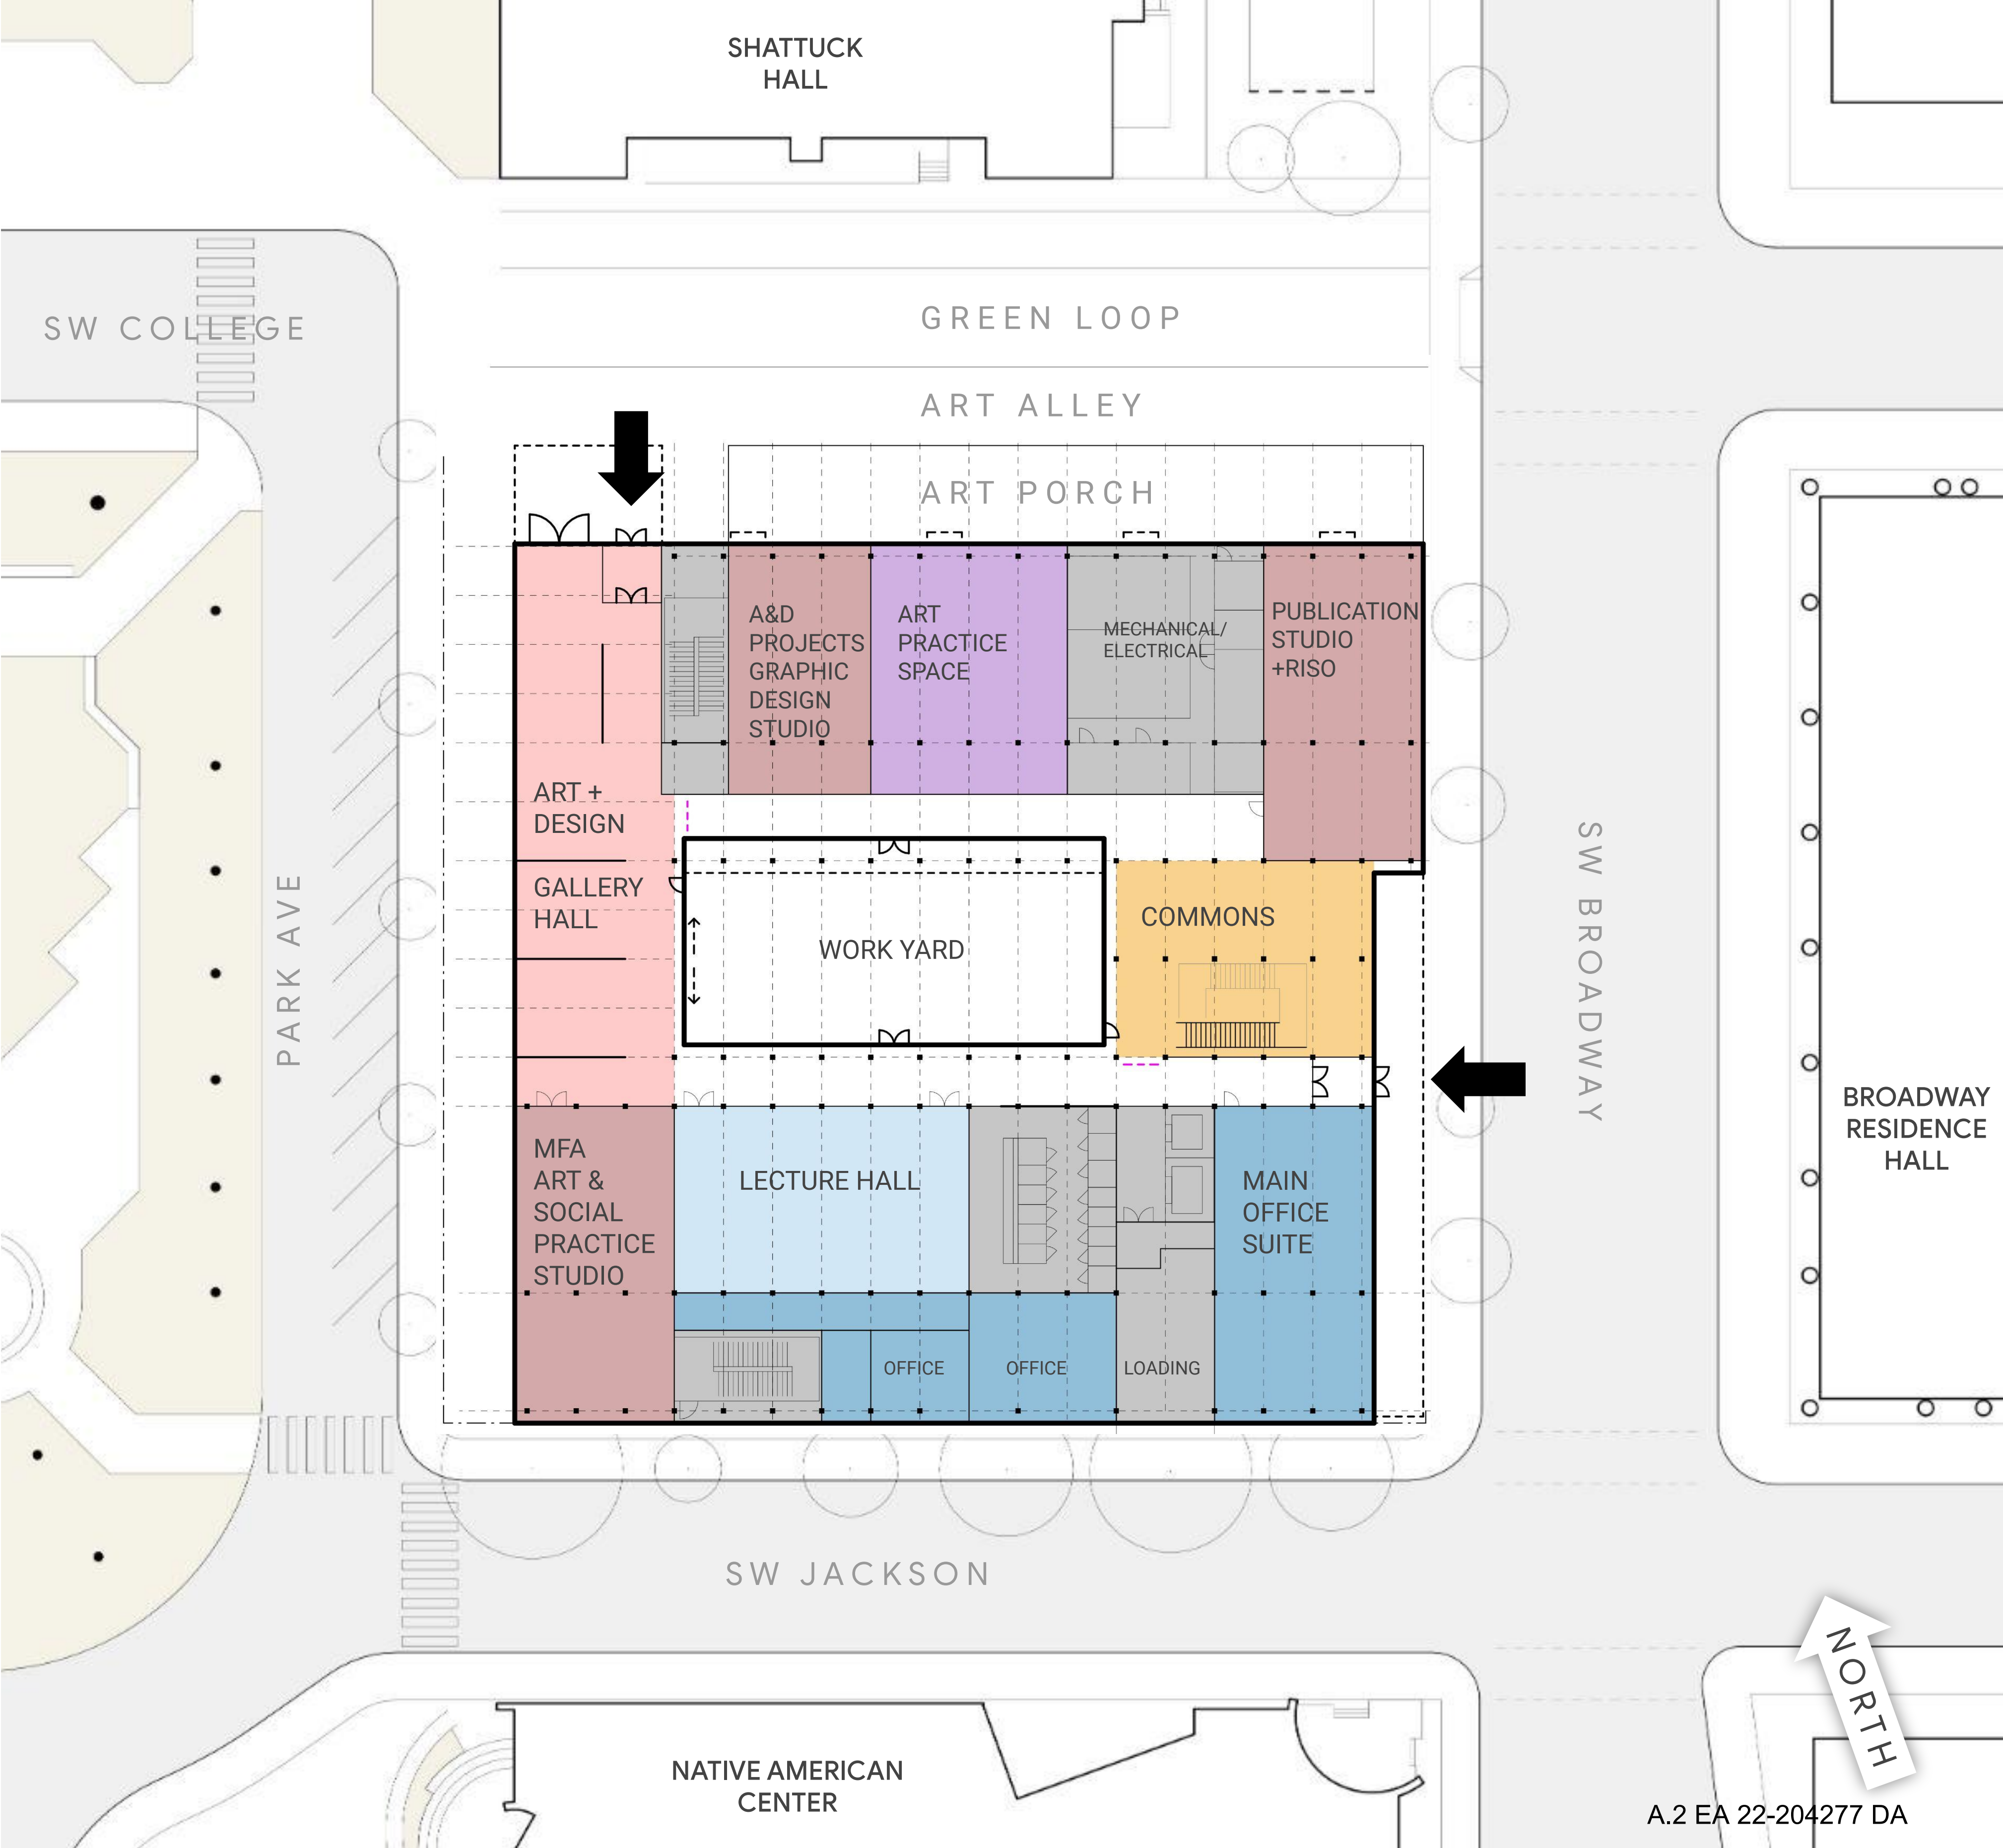 SHATTUCK
HALL
SW COLLEGE
GREEN LOOP
ART ALLEY
ART PORCH
A&D
PROJECTS
GRAPHIC
DESIGN
STUDIO
ART
PRACTICE
SPACE
MECHANICAL/
ELECTRICAL
PUBLICATION
STUDIO
+RISO
ART +
DESIGN
GALLERY
HALL
WORK YARD
COMMONS
PARK AVE
SW BROADWAY
BROADWAY
RESIDENCE
HALL
MFA
ART &
SOCIAL
PRACTICE
STUDIO
LECTURE HALL
MAIN
OFFICE
SUITE
OFFICE
OFFICE
LOADING
SW JACKSON
NORTH
NATIVE AMERICAN
CENTER
A.2 EA 22-204277 DA